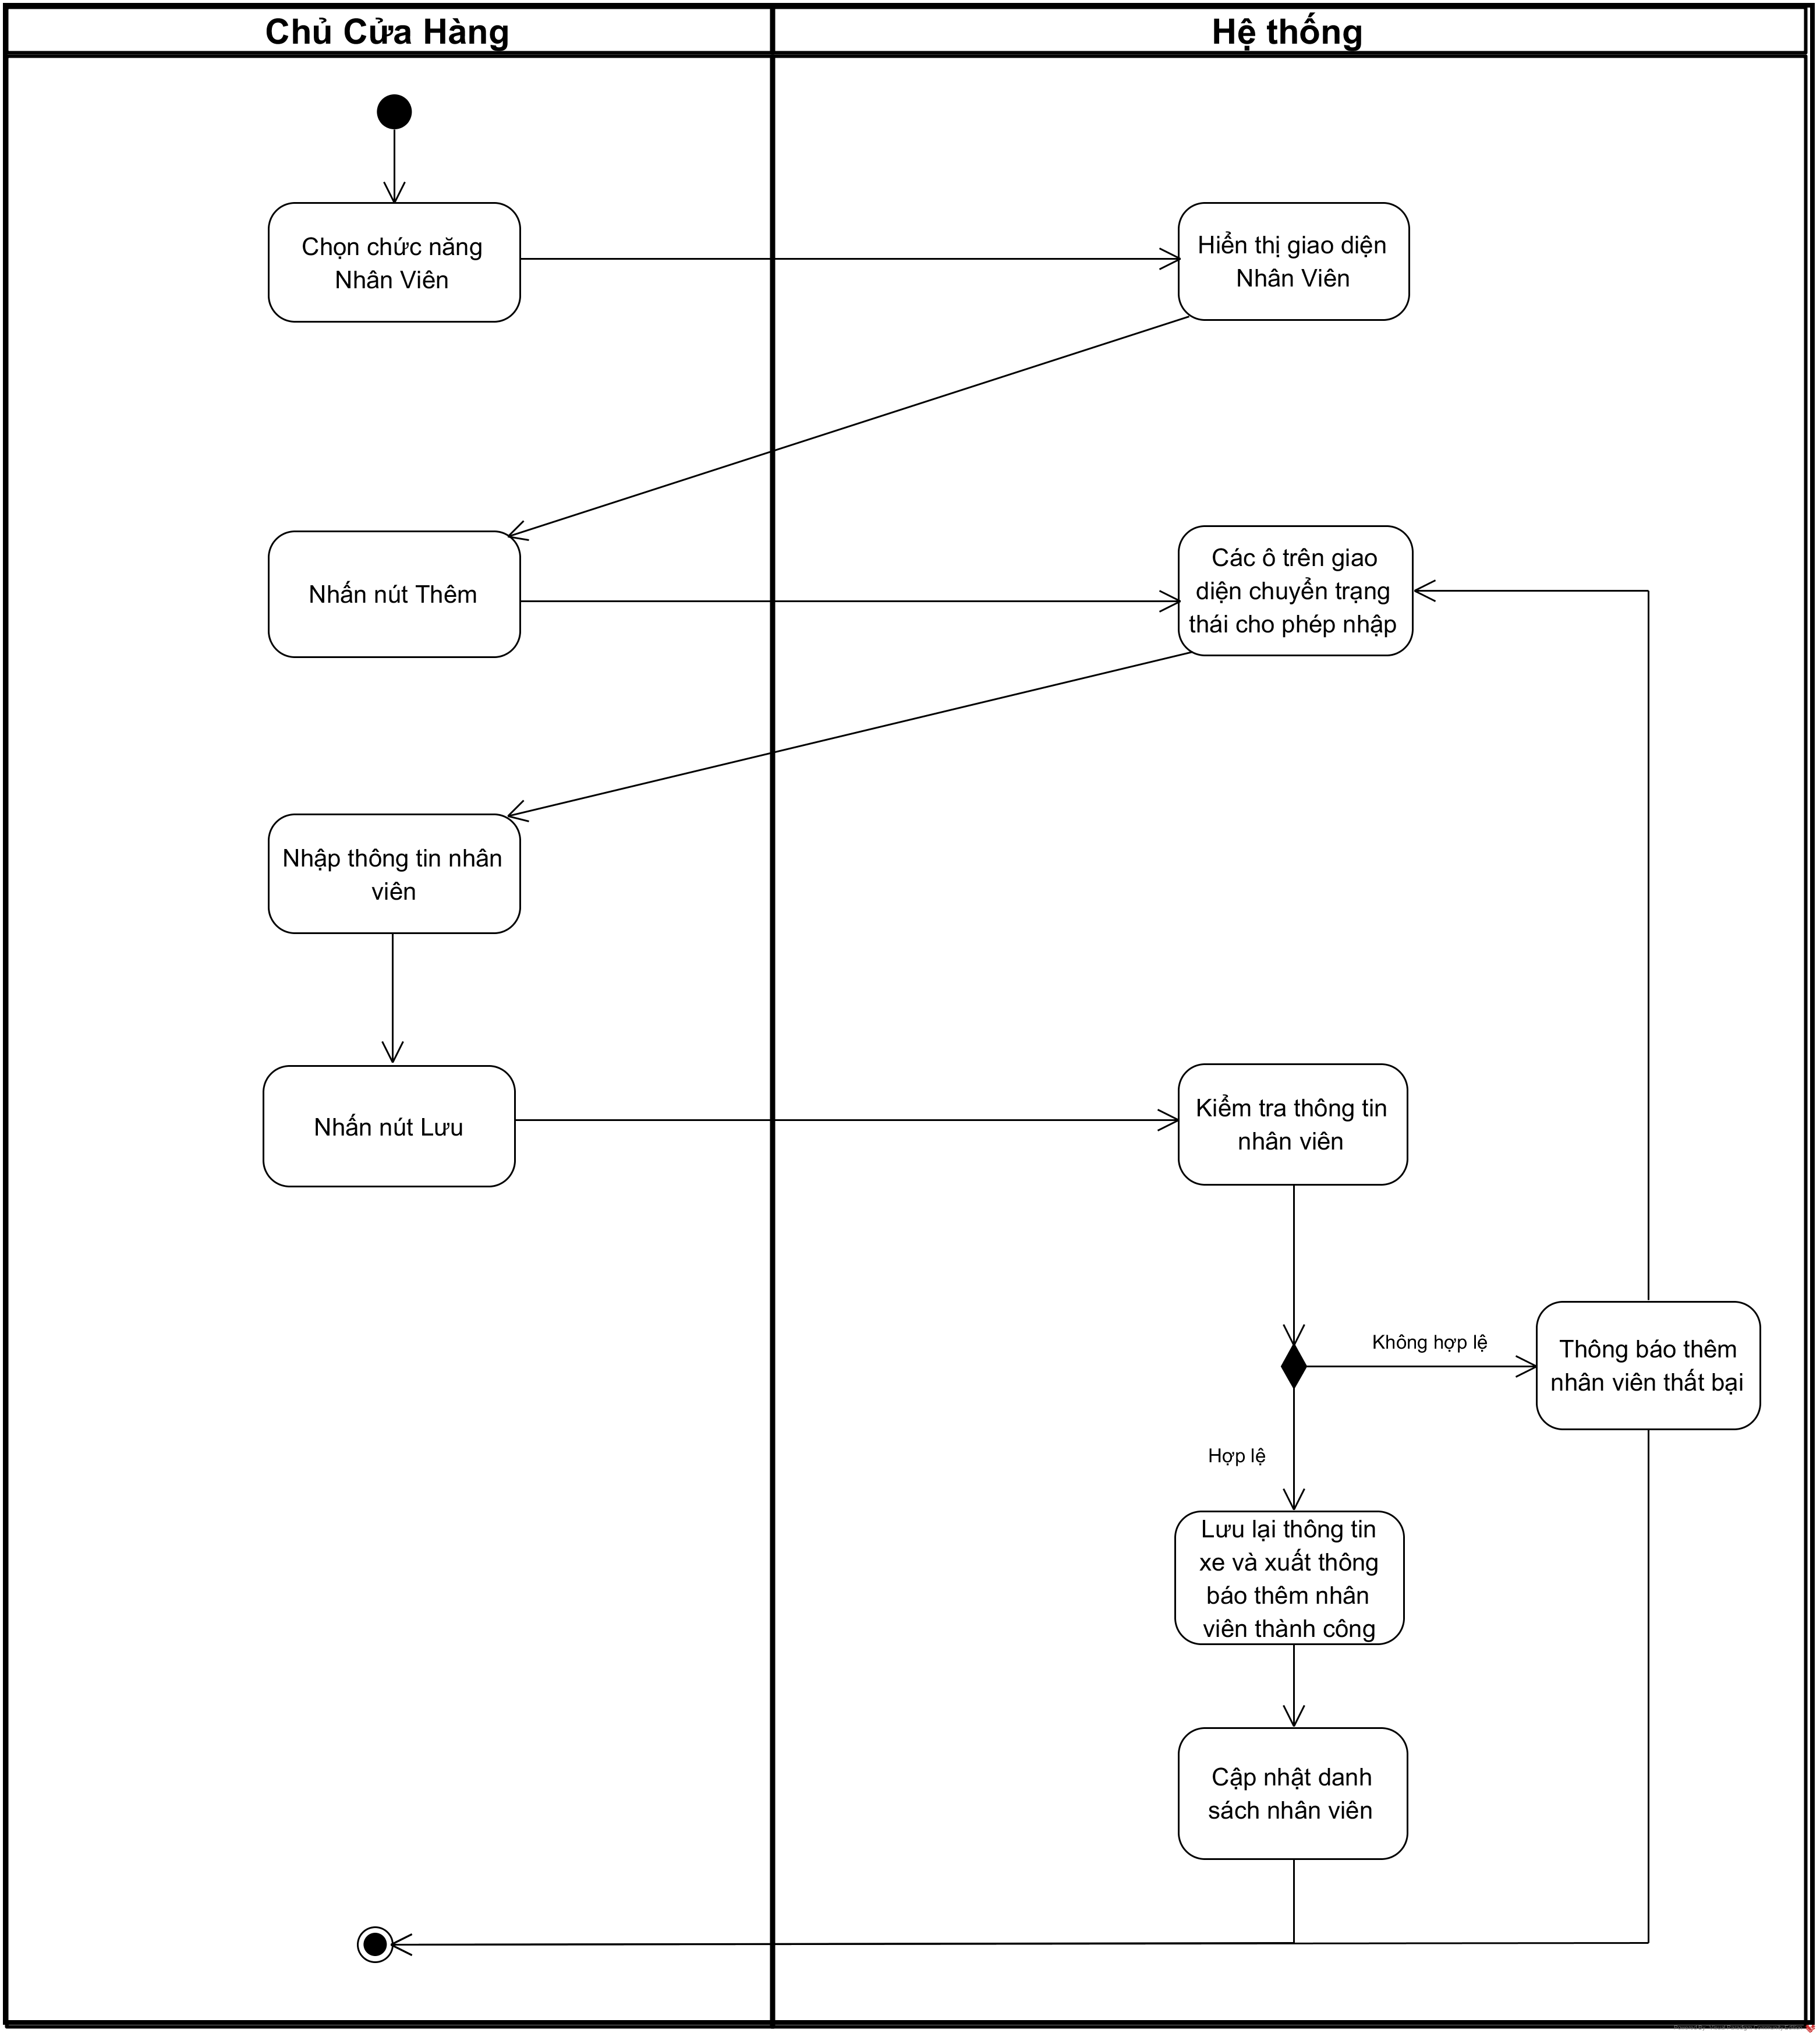 Chủ Cửa Hàng
Hệ thống
Chọn chức năng
Nhân Viên
Hiển thị giao diện
Nhân Viên
Nhấn nút Thêm
Các ô trên giao
diện chuyển trạng
thái cho phép nhập
Nhập thông tin nhân
viên
Nhấn nút Lưu
Kiểm tra thông tin
nhân viên
Không hợp lệ
Thông báo thêm
nhân viên thất bại
Hợp lệ
Lưu lại thông tin
xe và xuất thông
báo thêm nhân
viên thành công
Cập nhật danh
sách nhân viên